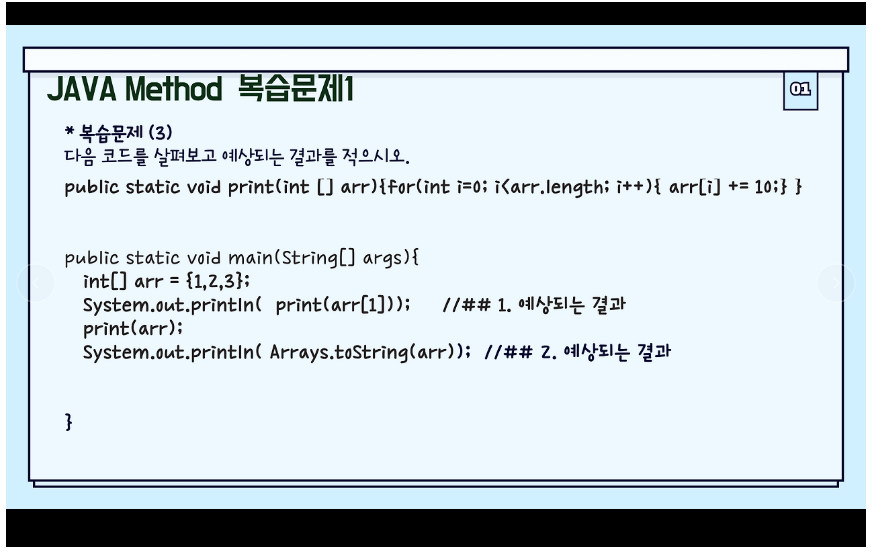 JAVA Method 복습문제1
01
* 복습문제 (3)
다음 코드를 살펴보고 예상되는 결과를 적으시오.
public static void print(int [] arr){for(int i=0; i<arr.length; i++){ arr[i] += 10;} }
public static void main(String[] args){
int[] arr = {1,2,3};
System.out.println( print(arr[1])); //## 1. 예상되는 결과
print(arr);
System.out.println( Arrays.toString(arr)); //## 2. 예상되는 결과
}